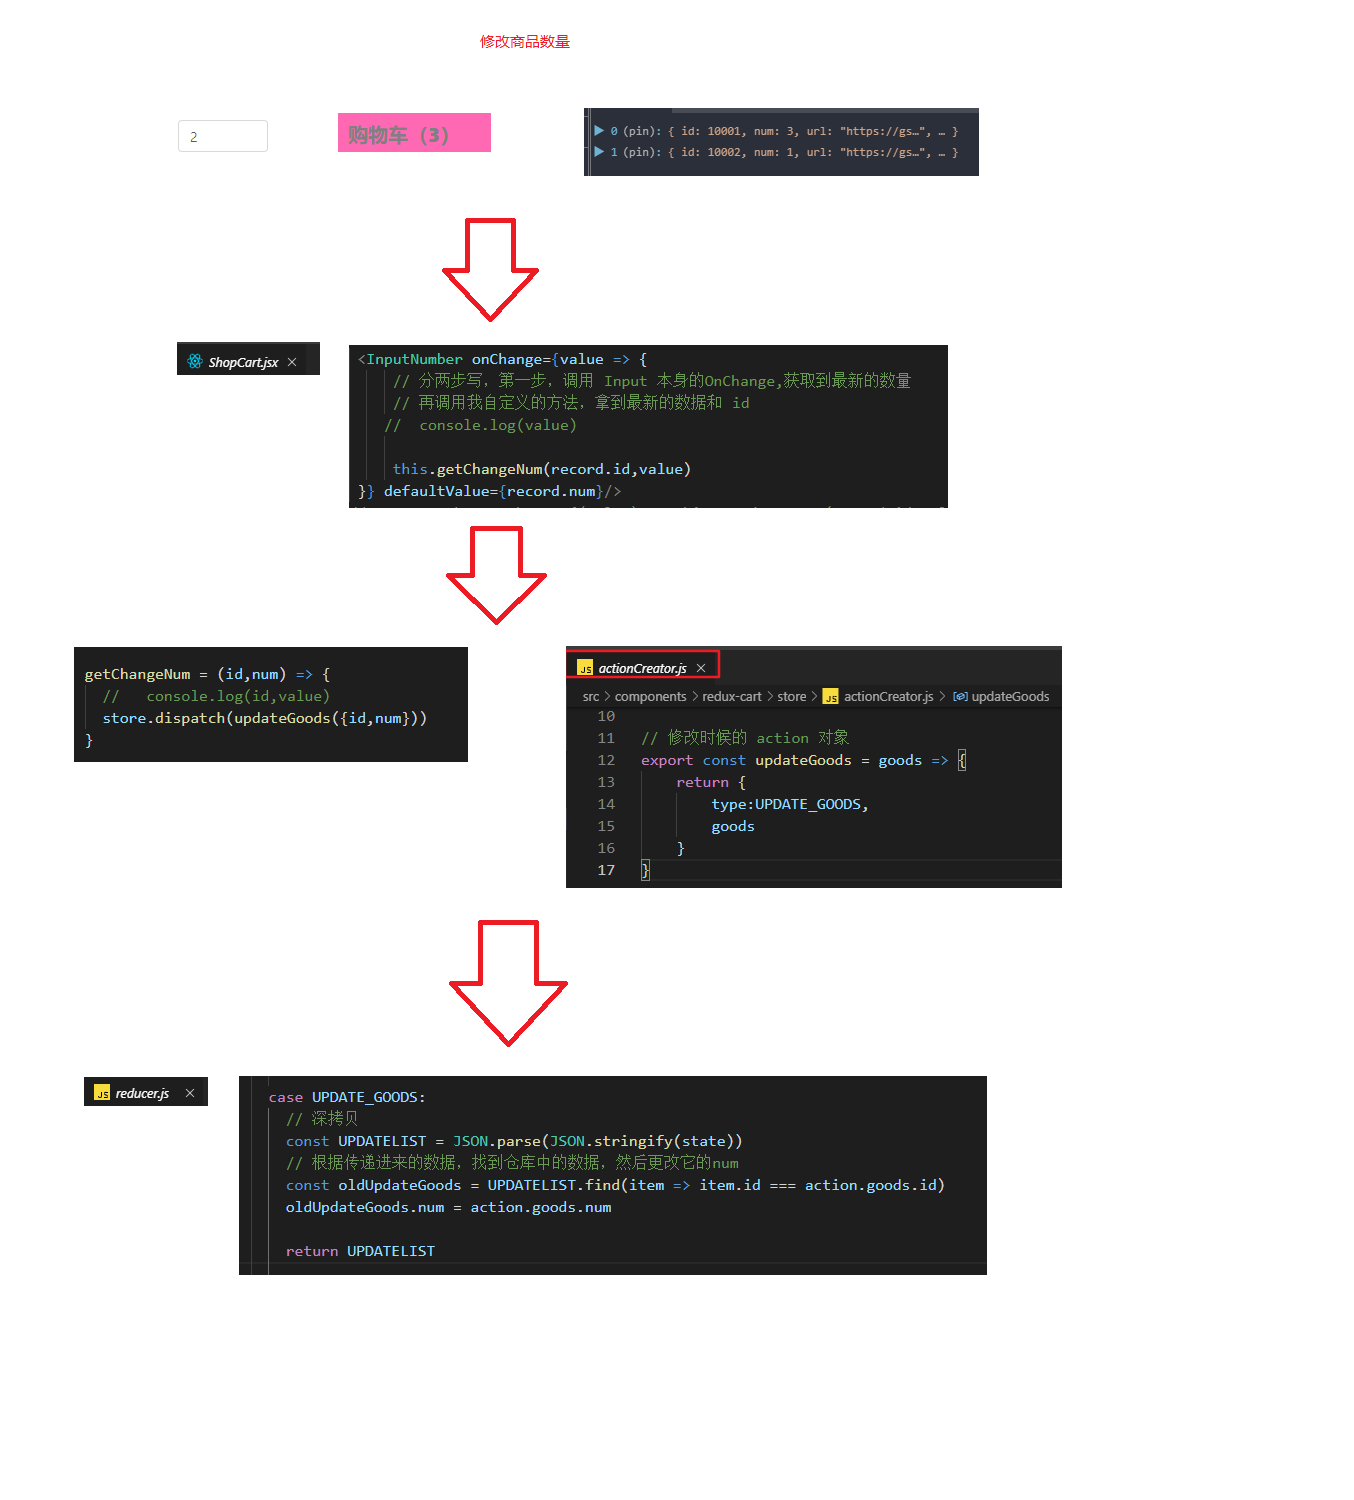 修改商品数量
2
购物车（3）
0 (pin): { id: 10001, num: 3, url: "https://gs…", … }
1 (pin): { id: 10002, num: 1, url: "https://gs…", … }
ShopCart.jsx
<InputNumber onChange={value => {
// 分两步写，第一步，调用 Input 本身的OnChange,获取到最新的数量
// 再调用我自定义的方法，拿到最新的数据和 id
//  console.log(value)
this.getChangeNum(record.id,value)
}} defaultValue={record.num}/>
getChangeNum = (id,num) => {
//   console.log(id,value)
store.dispatch(updateGoods({id,num}))
}
JS actionCreator.js
src > components > redux-cart > store > JS actionCreator.js > updateGoods
10
11 // 修改时候的 action 对象
12 export const updateGoods = goods => {
13 return {
14 type:UPDATE_GOODS,
15 goods
16 }
17 }
JS reducer.js
case UPDATE_GOODS:
// 深拷贝
const UPDATELIST = JSON.parse(JSON.stringify(state))
// 根据传递进来的数据，找到仓库中的数据，然后更改它的num
const oldUpdateGoods = UPDATELIST.find(item => item.id === action.goods.id)
oldUpdateGoods.num = action.goods.num
return UPDATELIST